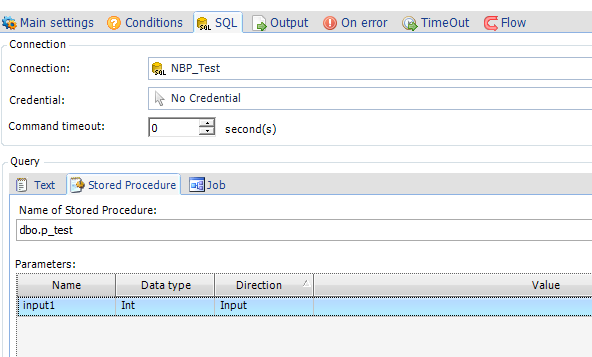 Main settings Conditions SQL Output On error TimeOut Flow
Connection
Connection: SQL NBP_Test
Credential: No Credential
Command timeout: 0 second(s)
Query
Text Stored Procedure Job
Name of Stored Procedure:
dbo.p_test
Parameters:
Name Data type Direction Value
input1 Int Input